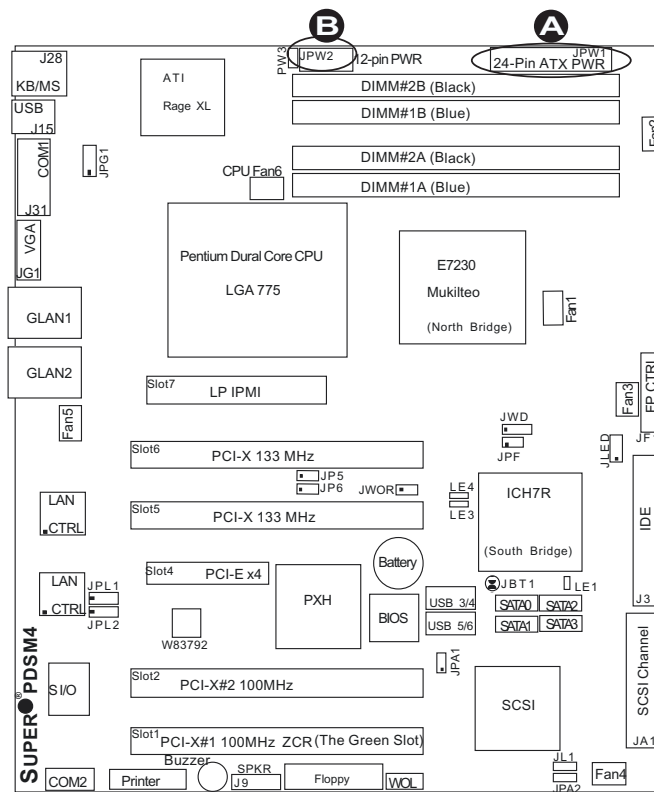 B
A
J28
KB/MS
USB
J15
COM1
J31
VGA
JG1
GLAN1
GLAN2
Fan5
JPG1
ATI
Rage XL
PW3
JPW2
12-pin PWR
JPW1
24-Pin ATX PWR
DIMM#2B (Black)
DIMM#1B (Blue)
DIMM#2A (Black)
DIMM#1A (Blue)
Fan2
CPU Fan6
Pentium Dural Core CPU
LGA 775
E7230
Mukilteo
(North Bridge)
Fan1
Slot7
LP IPMI
Fan3
FP CTRL
JF1
JLED
JWD
JPF
Slot6
PCI-X 133 MHz
JP5
JP6
JWOR
LE4
LE3
ICH7R
(South Bridge)
IDE
J3
LAN
CTRL
Slot5
PCI-X 133 MHz
Battery
Slot4
PCI-E x4
PXH
BIOS
USB 3/4
USB 5/6
JBT1
LE1
SATA0
SATA2
SATA1
SATA3
LAN
CTRL
JPL1
JPL2
W83792
JPA1
SCSI
SCSI Channel
JA1
S I/O
SUPER ® PDSM4
Slot2
PCI-X#2 100MHz
Slot1
PCI-X#1 100MHz ZCR (The Green Slot)
Buzzer
SPKR
J9
Floppy
WOL
COM2
Printer
JL1
JPA2
Fan4